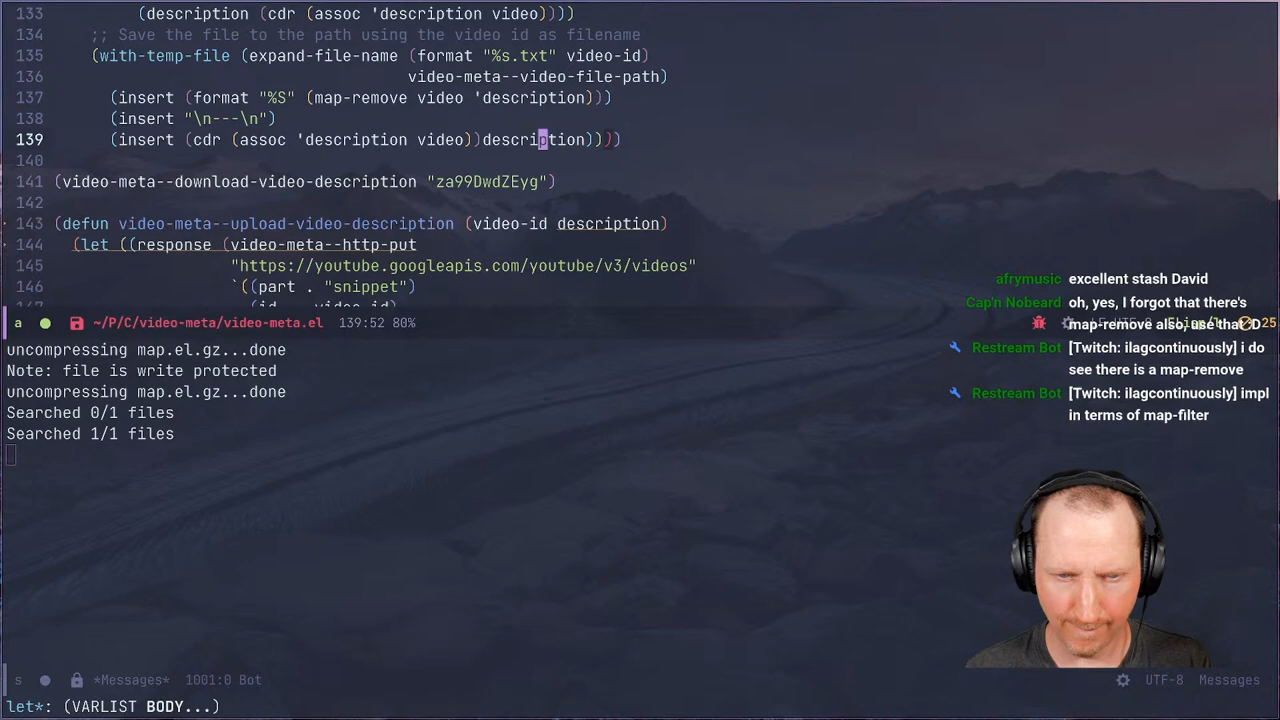 133 (description (cdr (assoc 'description video))))
134 ;; Save the file to the path using the video id as filename
135 (with-temp-file (expand-file-name (format "%s.txt" video-id)
136 video-meta--video-file-path)
137 (insert (format "%S" (map-remove video 'description)))
138 (insert "\n---\n")
139 (insert (cdr (assoc 'description video))description))))
140
141 (video-meta--download-video-description "za99DwdZEyg")
142
143 (defun video-meta--upload-video-description (video-id description)
144 (let ((response (video-meta--http-put
145 "https://youtube.googleapis.com/youtube/v3/videos"
146 `((part . "snippet")
a ~/P/C/video-meta/video-meta.el 139:52 80%
25
uncompressing map.el.gz...done
Note: file is write protected
uncompressing map.el.gz...done
Searched 0/1 files
Searched 1/1 files
afrymusic excellent stash David
Cap'n Nobeard oh, yes, I forgot that there's
map-remove also, use that :D
Restream Bot [Twitch: ilagcontinuously] i do
see there is a map-remove
Restream Bot [Twitch: ilagcontinuously] impl
in terms of map-filter
s *Messages* 1001:0 Bot
UTF-8 Messages
let*: (VARLIST BODY...)